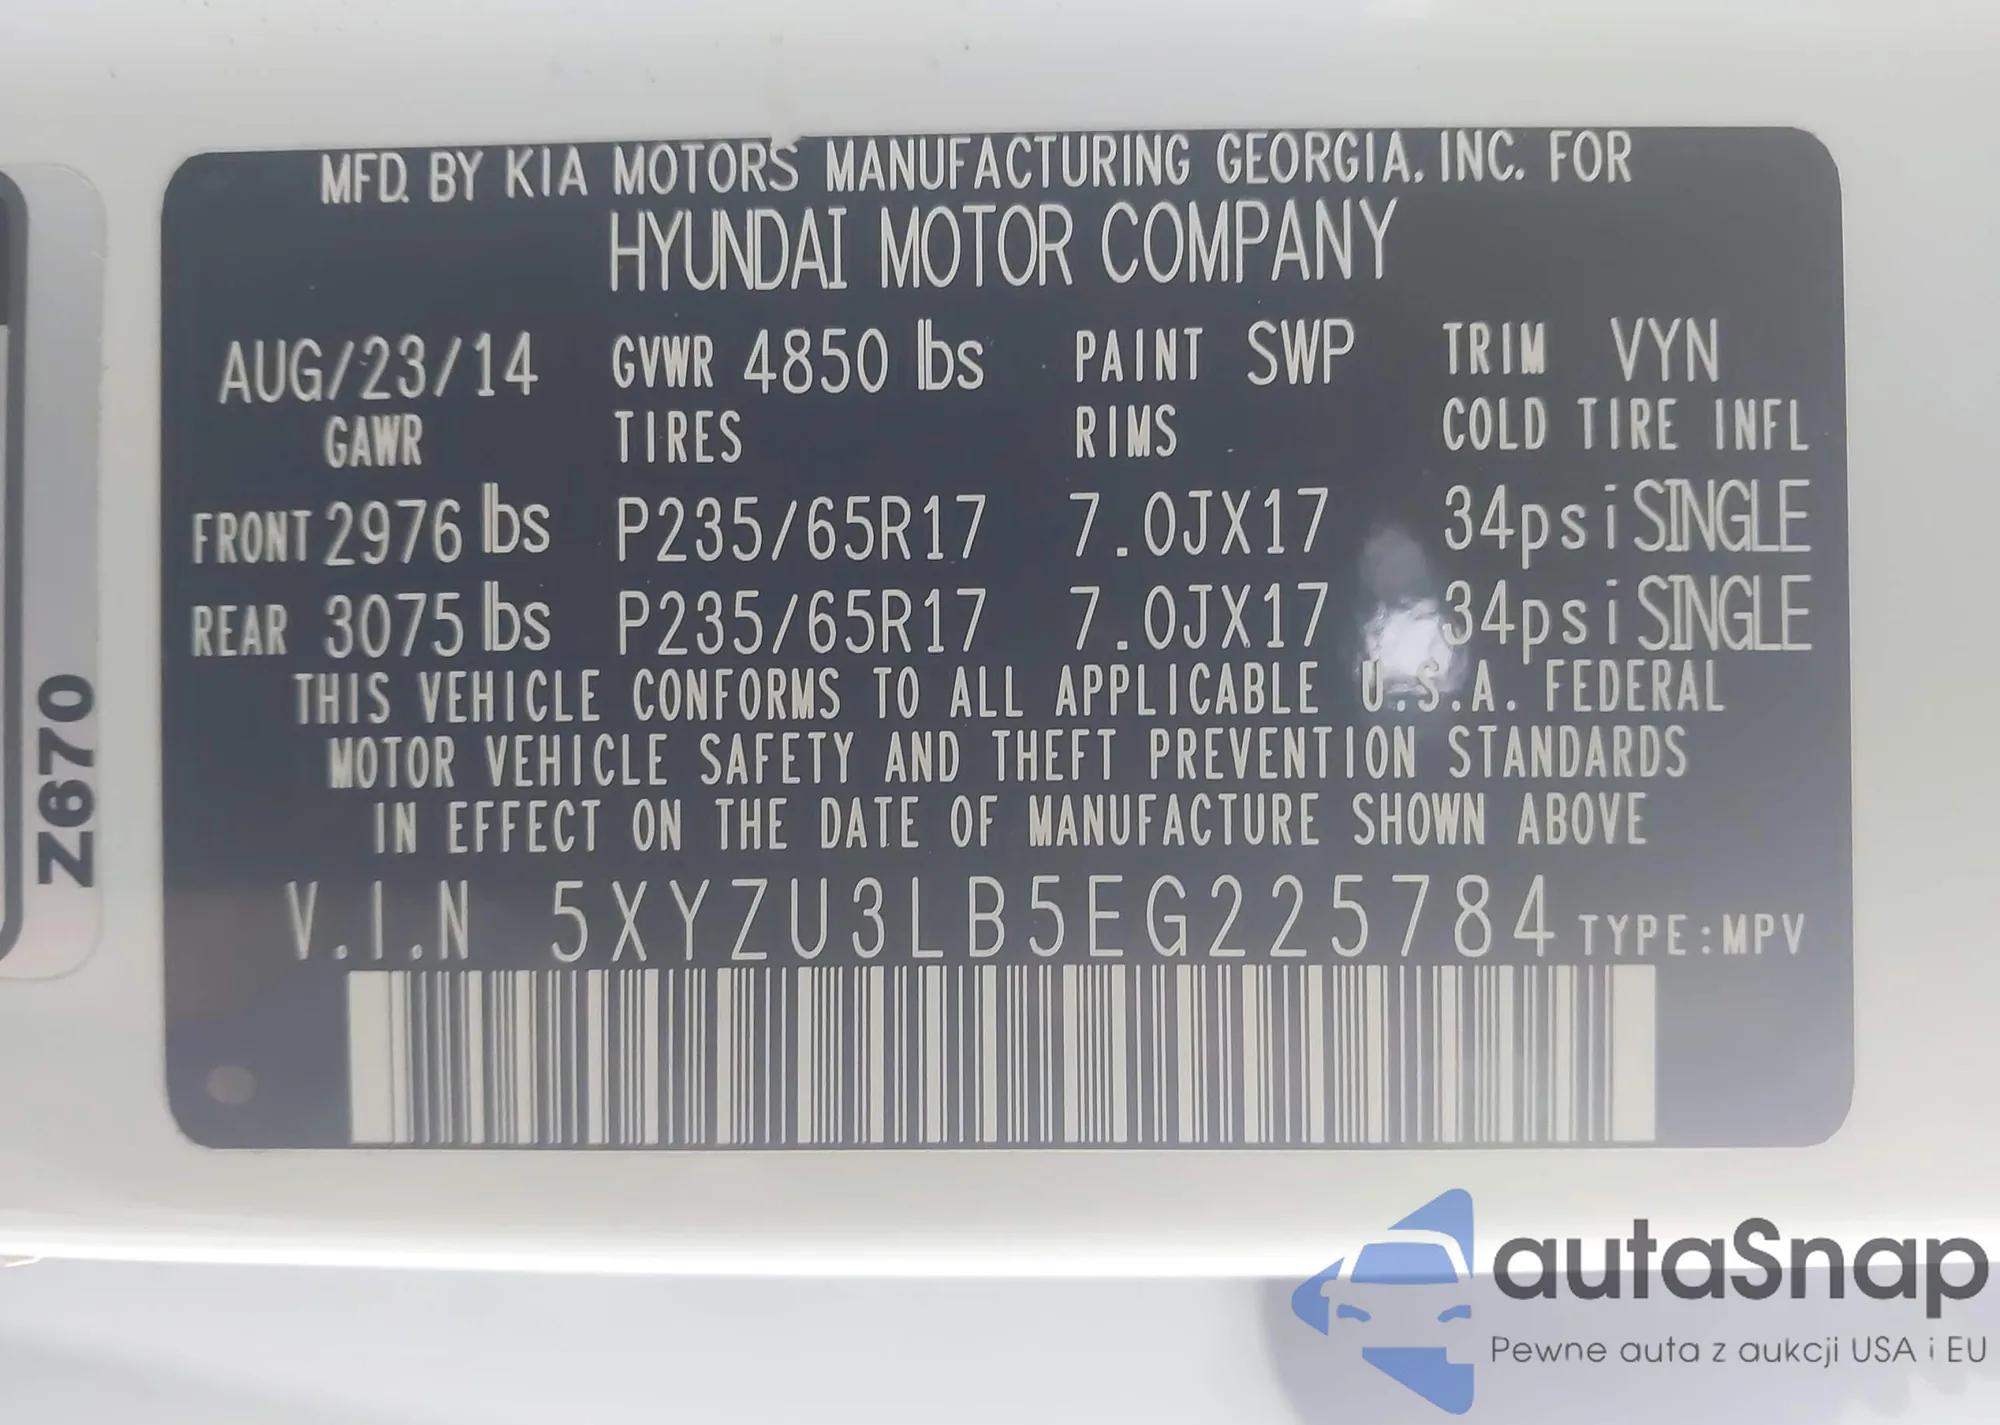 MFD. BY KIA MOTORS MANUFACTURING GEORGIA, INC. FOR
HYUNDAI MOTOR COMPANY
AUG/23/14 GVWR 4850 lbs PAINT SWP TRIM VYN
GAWR TIRES RIMS COLD TIRE INFL
FRONT 2976 lbs P235/65R17 7.0JX17 34psi SINGLE
REAR 3075 lbs P235/65R17 7.0JX17 34psi SINGLE
THIS VEHICLE CONFORMS TO ALL APPLICABLE U.S.A. FEDERAL
MOTOR VEHICLE SAFETY AND THEFT PREVENTION STANDARDS
IN EFFECT ON THE DATE OF MANUFACTURE SHOWN ABOVE
V.I.N 5XYZU3LB5EG225784 TYPE:MPV
Z670
autaSnap
Pewne auta z aukcji USA i EU